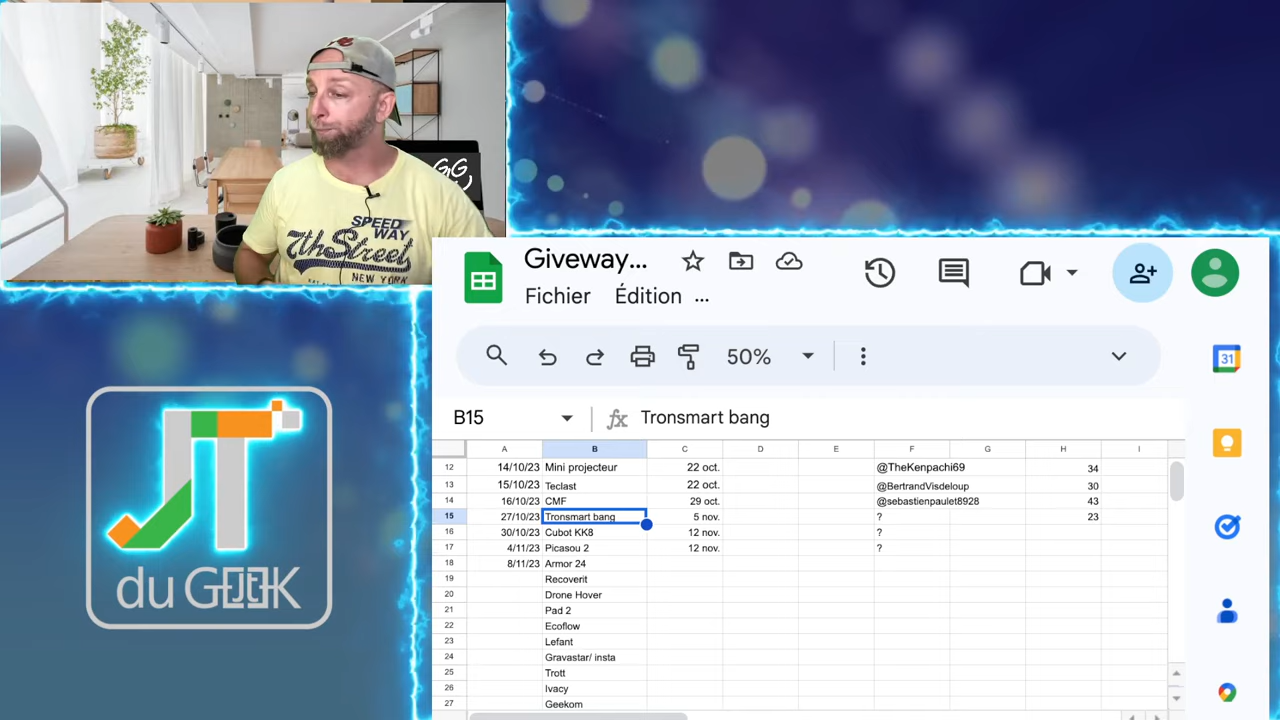 GG
SPEED
WAY
7th Street
NEW YORK
JT
du GEEK
Giveway...
Fichier Édition ...
50%
31
B15 fx Tronsmart bang
A B C D E F G H I
12 14/10/23 Mini projecteur 22 oct. @TheKenpachi69 34
13 15/10/23 Teclast 22 oct. @BertrandVisdeloup 30
14 16/10/23 CMF 29 oct. @sebastienpaulet8928 43
15 27/10/23 Tronsmart bang 5 nov. ? 23
16 30/10/23 Cubot KK8 12 nov. ?
17 4/11/23 Picasou 2 12 nov. ?
18 8/11/23 Armor 24
19 Recoverit
20 Drone Hover
21 Pad 2
22 Ecoflow
23 Lefant
24 Gravastar/ insta
25 Trott
26 Ivacy
27 Geekom